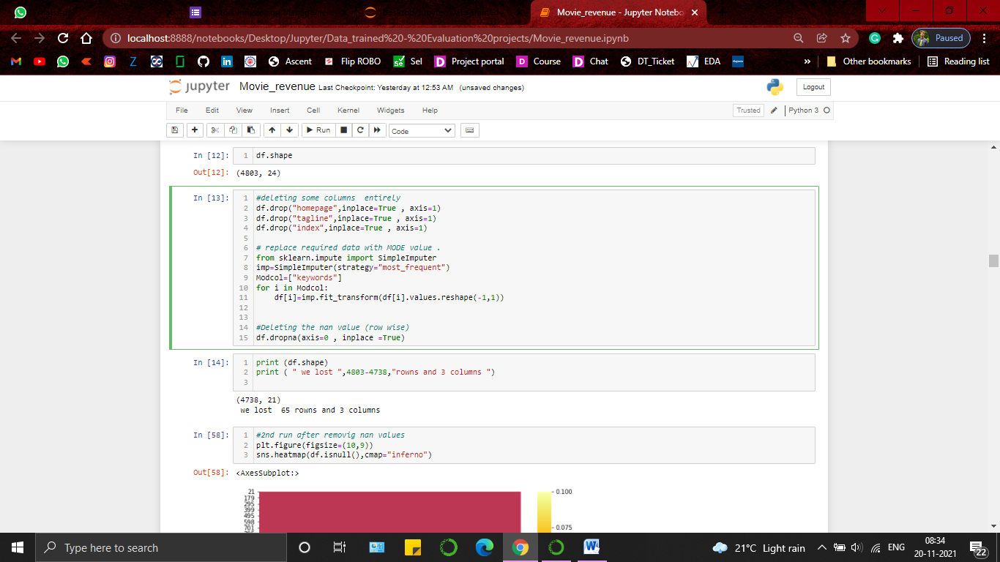 Movie_revenue - Jupyter Notebo
localhost:8888/notebooks/Desktop/Jupyter/Data_trained%20-%20Evaluation%20projects/Movie_revenue.ipynb
Paused
Ascent Flip ROBO Sel Project portal Course Chat DT_Ticket EDA » Other bookmarks Reading list
jupyter Movie_revenue Last Checkpoint: Yesterday at 12:53 AM (unsaved changes) Logout
File Edit View Insert Cell Kernel Widgets Help Trusted Python 3
Run Code
In [12]: 1 df.shape
Out[12]: (4803, 24)
In [13]: 1 #deleting some columns  entirely
2 df.drop("homepage",inplace=True , axis=1)
3 df.drop("tagline",inplace=True , axis=1)
4 df.drop("index",inplace=True , axis=1)
5
6 # replace required data with MODE value .
7 from sklearn.impute import SimpleImputer
8 imp=SimpleImputer(strategy="most_frequent")
9 Modcol=["keywords"]
10 for i in Modcol:
11     df[i]=imp.fit_transform(df[i].values.reshape(-1,1))
12
13
14 #Deleting the nan value (row wise)
15 df.dropna(axis=0 , inplace =True)
In [14]: 1 print (df.shape)
2 print ( " we lost ",4803-4738,"rowns and 3 columns ")
3
(4738, 21)
we lost  65 rowns and 3 columns
In [58]: 1 #2nd run after removig nan values
2 plt.figure(figsize=(10,9))
3 sns.heatmap(df.isnull(),cmap="inferno")
Out[58]: <AxesSubplot:>
21
179
295
399
495
598
701
0.100
0.075
Type here to search
21°C Light rain
ENG
08:34
20-11-2021
22